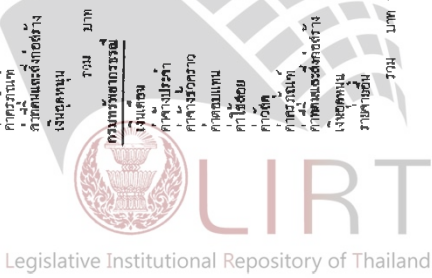 ค่าครุภัณฑ์
ค่าที่ดินและสิ่งก่อสร้าง
เงินอุดหนุน
รวม บาท
กรมทรัพยากรธรณี
เงินเดือน
ค่าจ้างประจำ
ค่าจ้างชั่วคราว
ค่าตอบแทน
ค่าใช้สอย
ค่าวัสดุ
ค่าครุภัณฑ์
ค่าที่ดินและสิ่งก่อสร้าง
เงินอุดหนุน
รายจ่ายอื่น
รวม บาท
LIRT
Legislative Institutional Repository of Thailand